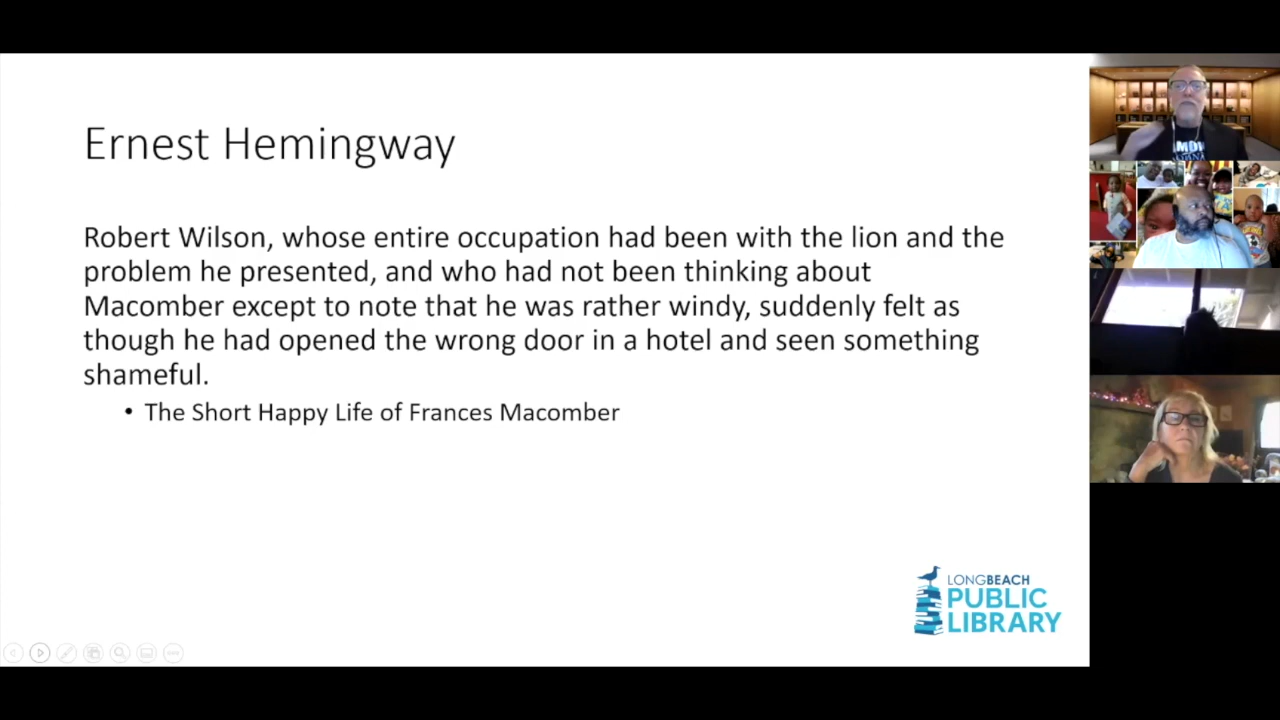 Ernest Hemingway
Robert Wilson, whose entire occupation had been with the lion and the
problem he presented, and who had not been thinking about
Macomber except to note that he was rather windy, suddenly felt as
though he had opened the wrong door in a hotel and seen something
shameful.
• The Short Happy Life of Frances Macomber
LONGBEACH
PUBLIC
LIBRARY